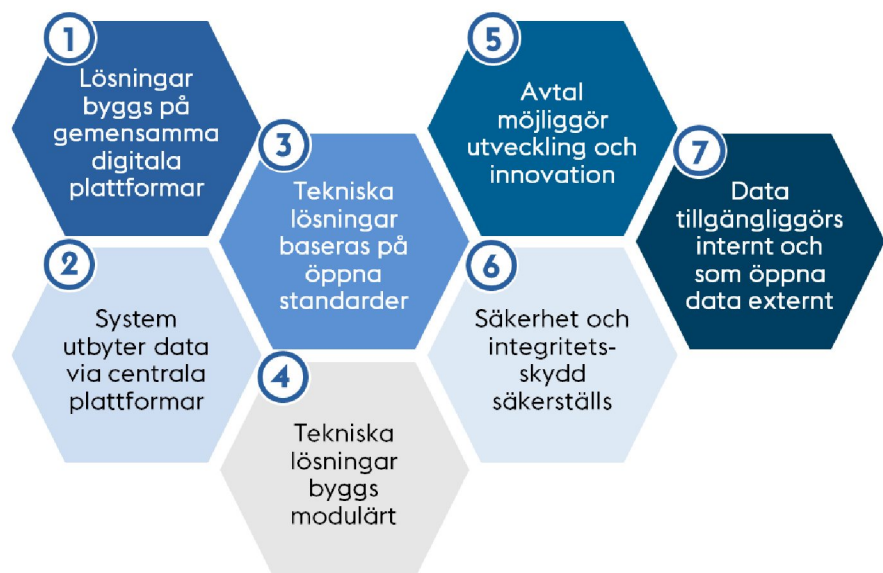 1
Lösningar
byggs på
gemensamma
digitala
plattformar
2
System
utbyter data
via centrala
plattformar
3
Tekniska
lösningar
baseras på
öppna
standarder
4
Tekniska
lösningar
byggs
modulärt
5
Avtal
möjliggör
utveckling och
innovation
6
Säkerhet och
integritets-
skydd
säkerställs
7
Data
tillgängliggörs
internt och
som öppna
data externt